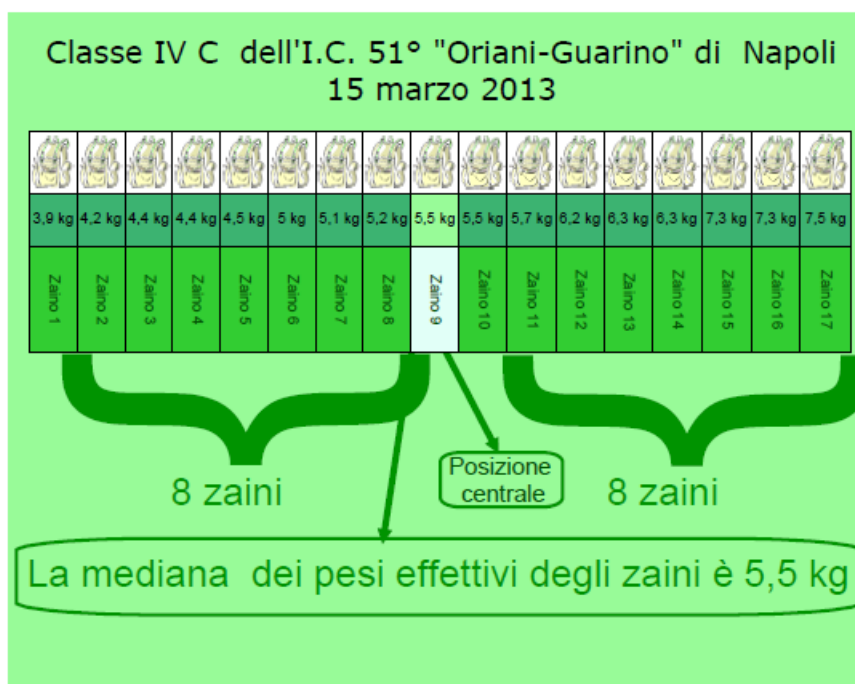 Classe IV C dell'I.C. 51° "Oriani-Guarino" di Napoli
15 marzo 2013
3,9 kg 4,2 kg 4,4 kg 4,4 kg 4,5 kg 5 kg 5,1 kg 5,2 kg 5,5 kg 5,5 kg 5,7 kg 6,2 kg 6,3 kg 6,3 kg 7,3 kg 7,3 kg 7,5 kg
Zaino 1 Zaino 2 Zaino 3 Zaino 4 Zaino 5 Zaino 6 Zaino 7 Zaino 8 Zaino 9 Zaino 10 Zaino 11 Zaino 12 Zaino 13 Zaino 14 Zaino 15 Zaino 16 Zaino 17
Posizione
centrale
8 zaini 8 zaini
La mediana dei pesi effettivi degli zaini è 5,5 kg